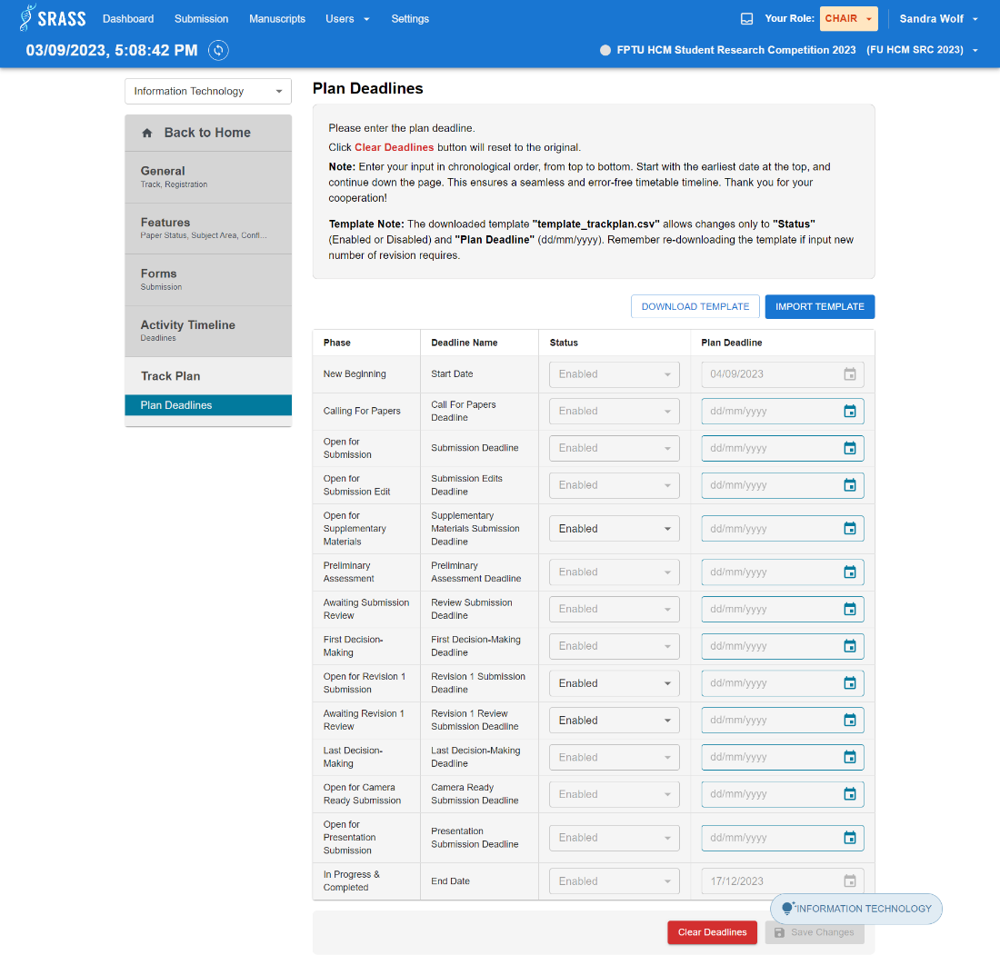 SRASS
Dashboard
Submission
Manuscripts
Users
Settings
Your Role:
CHAIR
Sandra Wolf
03/09/2023, 5:08:42 PM
FPTU HCM Student Research Competition 2023 (FU HCM SRC 2023)
Information Technology
Back to Home
General
Track, Registration
Features
Paper Status, Subject Area, Confl...
Forms
Submission
Activity Timeline
Deadlines
Track Plan
Plan Deadlines
Plan Deadlines
Please enter the plan deadline.
Click Clear Deadlines button will reset to the original.
Note: Enter your input in chronological order, from top to bottom. Start with the earliest date at the top, and
continue down the page. This ensures a seamless and error-free timetable timeline. Thank you for your
cooperation!
Template Note: The downloaded template "template_trackplan.csv" allows changes only to "Status"
(Enabled or Disabled) and "Plan Deadline" (dd/mm/yyyy). Remember re-downloading the template if input new
number of revision requires.
DOWNLOAD TEMPLATE
IMPORT TEMPLATE
Phase
Deadline Name
Status
Plan Deadline
New Beginning
Start Date
Enabled
04/09/2023
Calling For Papers
Call For Papers
Deadline
Enabled
dd/mm/yyyy
Open for
Submission
Submission Deadline
Enabled
dd/mm/yyyy
Open for
Submission Edit
Submission Edits
Deadline
Enabled
dd/mm/yyyy
Open for
Supplementary
Materials
Supplementary
Materials Submission
Deadline
Enabled
dd/mm/yyyy
Preliminary
Assessment
Preliminary
Assessment Deadline
Enabled
dd/mm/yyyy
Awaiting Submission
Review
Review Submission
Deadline
Enabled
dd/mm/yyyy
First Decision-
Making
First Decision-Making
Deadline
Enabled
dd/mm/yyyy
Open for Revision 1
Submission
Revision 1 Submission
Deadline
Enabled
dd/mm/yyyy
Awaiting Revision 1
Review
Revision 1 Review
Submission Deadline
Enabled
dd/mm/yyyy
Last Decision-
Making
Last Decision-Making
Deadline
Enabled
dd/mm/yyyy
Open for Camera
Ready Submission
Camera Ready
Submission Deadline
Enabled
dd/mm/yyyy
Open for
Presentation
Submission
Presentation
Submission Deadline
Enabled
dd/mm/yyyy
In Progress &
Completed
End Date
Enabled
17/12/2023
INFORMATION TECHNOLOGY
Clear Deadlines
Save Changes